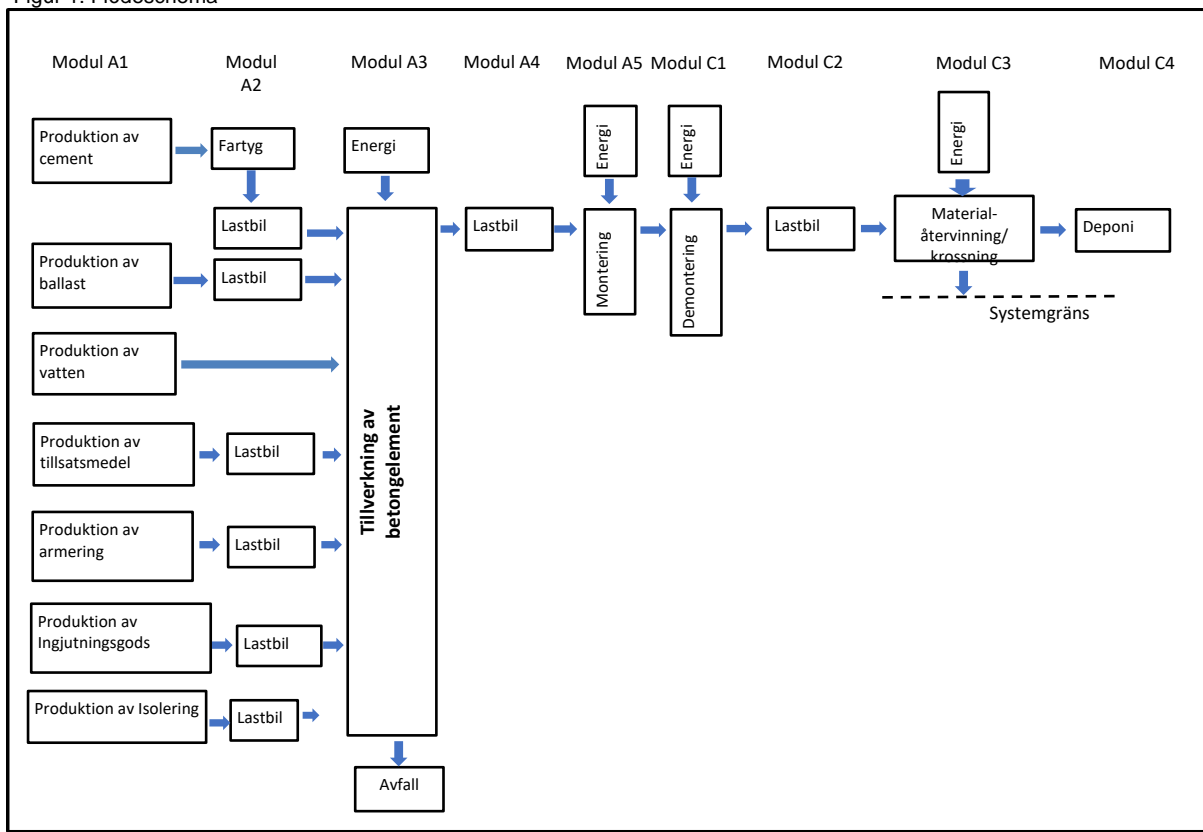 Figur 1. Flödesschema
Modul A1
Modul
A2
Modul A3
Modul A4
Modul A5
Modul C1
Modul C2
Modul C3
Modul C4
Produktion av
cement
Fartyg
Lastbil
Energi
Energi
Energi
Energi
Produktion av
ballast
Lastbil
Produktion av
vatten
Produktion av
tillsatsmedel
Lastbil
Produktion av
armering
Lastbil
Produktion av
Ingjutningsgods
Lastbil
Produktion av Isolering
Lastbil
Tillverkning av
betongelement
Avfall
Lastbil
Montering
Demontering
Lastbil
Material-
återvinning/
krossning
Deponi
Systemgräns